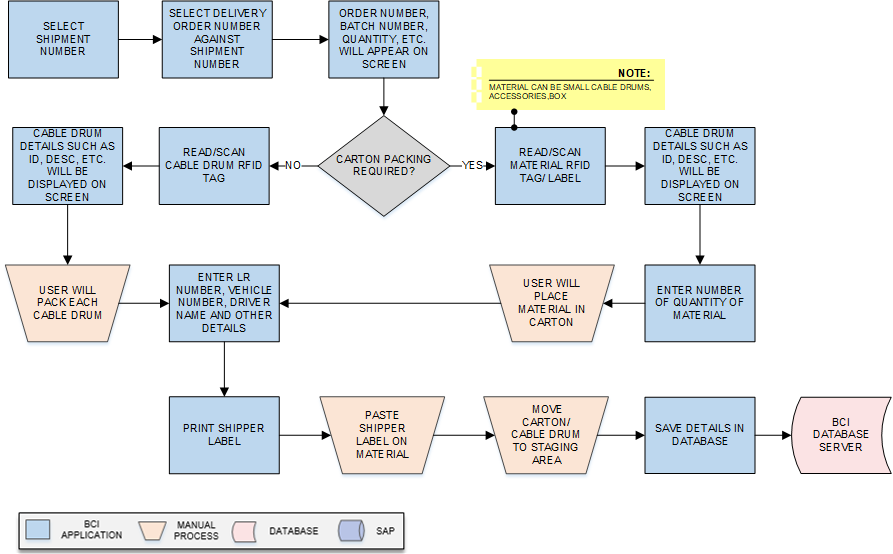 SELECT
SHIPMENT
NUMBER
SELECT DELIVERY
ORDER NUMBER
AGAINST
SHIPMENT
NUMBER
ORDER NUMBER,
BATCH NUMBER,
QUANTITY, ETC.
WILL APPEAR ON
SCREEN
NOTE:
MATERIAL CAN BE SMALL CABLE DRUMS,
ACCESSORIES,BOX
CABLE DRUM
DETAILS SUCH AS
ID, DESC, ETC.
WILL BE
DISPLAYED ON
SCREEN
READ/SCAN
CABLE DRUM RFID
TAG
NO
CARTON PACKING
REQUIRED?
YES
READ/SCAN
MATERIAL RFID
TAG/ LABEL
CABLE DRUM
DETAILS SUCH AS
ID, DESC, ETC.
WILL BE
DISPLAYED ON
SCREEN
USER WILL
PACK EACH
CABLE DRUM
ENTER LR
NUMBER, VEHICLE
NUMBER, DRIVER
NAME AND OTHER
DETAILS
USER WILL
PLACE
MATERIAL IN
CARTON
ENTER NUMBER
OF QUANTITY OF
MATERIAL
PRINT SHIPPER
LABEL
PASTE
SHIPPER
LABEL ON
MATERIAL
MOVE
CARTON/
CABLE DRUM
TO STAGING
AREA
SAVE DETAILS IN
DATABASE
BCI
DATABASE
SERVER
BCI
APPLICATION
MANUAL
PROCESS
DATABASE
SAP